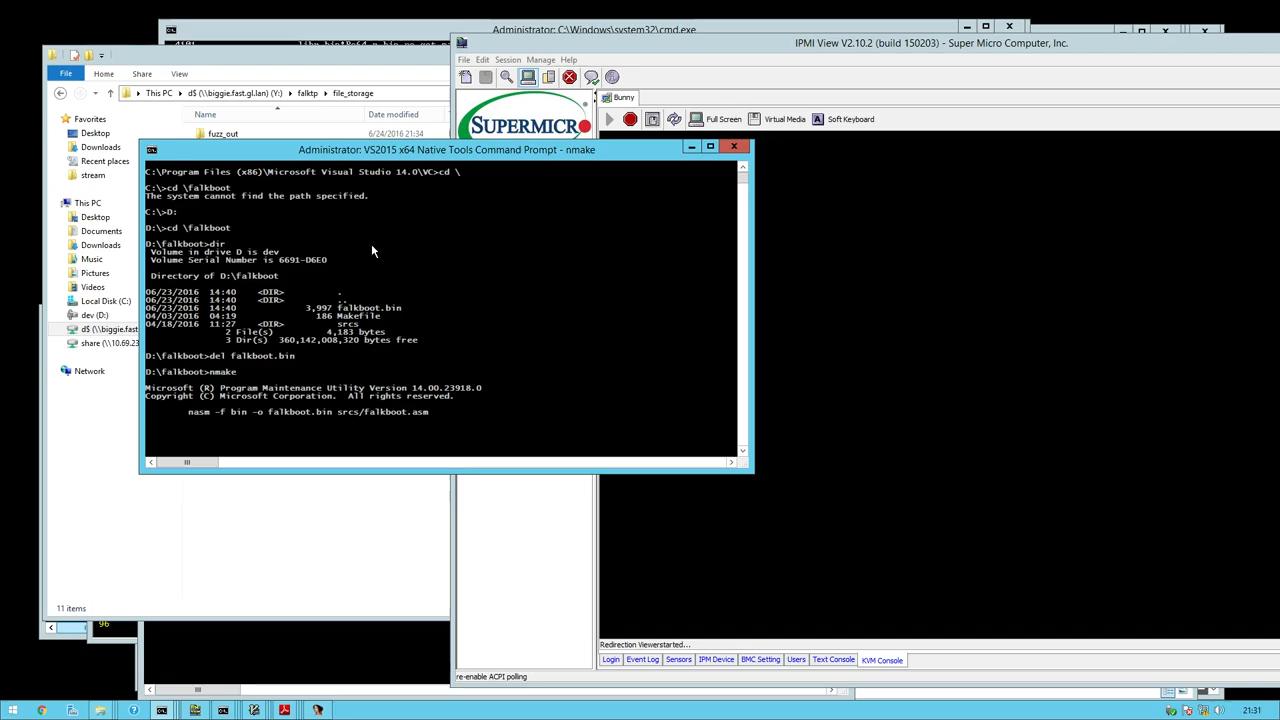 Administrator: C:\Windows\system32\cmd.exe
IPMI View V2.10.2 (build 150203) - Super Micro Computer, Inc.
File Edit Session Manage Help
File Home Share View
This PC d$ (\\biggie.fast.gl.lan) (Y:) falktp file_storage
Name Date modified
fuzz_out 6/24/2016 21:34
Favorites
Desktop
Downloads
Recent places
stream
This PC
Desktop
Documents
Downloads
Music
Pictures
Videos
Local Disk (C:)
dev (D:)
d$ (\\biggie.fast
share (\\10.69.23
Network
11 items
96
SUPERMICR
Bunny
Full Screen Virtual Media Soft Keyboard
Administrator: VS2015 x64 Native Tools Command Prompt - nmake
C:\Program Files (x86)\Microsoft Visual Studio 14.0\VC>cd \
C:\>cd \falkboot
The system cannot find the path specified.
C:\>D:
D:\>cd \falkboot
D:\falkboot>dir
Volume in drive D is dev
Volume Serial Number is 6691-D6E0
Directory of D:\falkboot
06/23/2016 14:40 <DIR> .
06/23/2016 14:40 <DIR> ..
06/23/2016 14:40 3,997 falkboot.bin
04/03/2016 04:19 186 Makefile
04/18/2016 11:27 <DIR> srcs
2 File(s) 4,183 bytes
3 Dir(s) 360,142,008,320 bytes free
D:\falkboot>del falkboot.bin
D:\falkboot>nmake
Microsoft (R) Program Maintenance Utility Version 14.00.23918.0
Copyright (C) Microsoft Corporation. All rights reserved.
nasm -f bin -o falkboot.bin srcs/falkboot.asm
Redirection Viewerstarted...
Login Event Log Sensors IPM Device BMC Setting Users Text Console KVM Console
re-enable ACPI polling
21:31